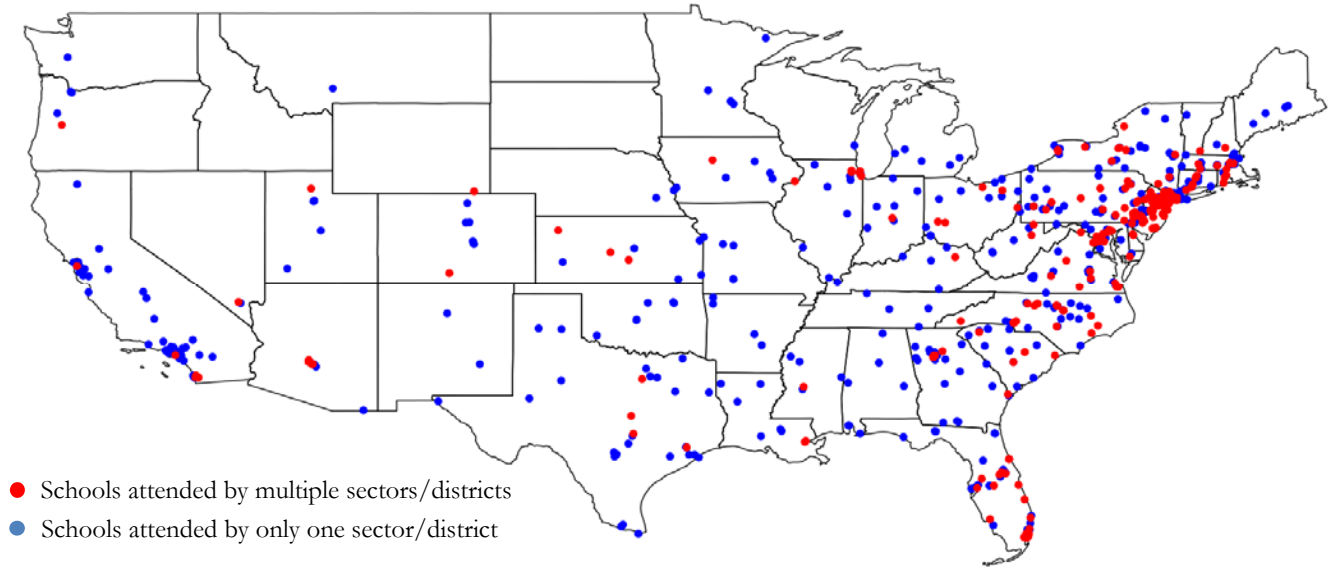 Schools attended by multiple sectors/districts
Schools attended by only one sector/district